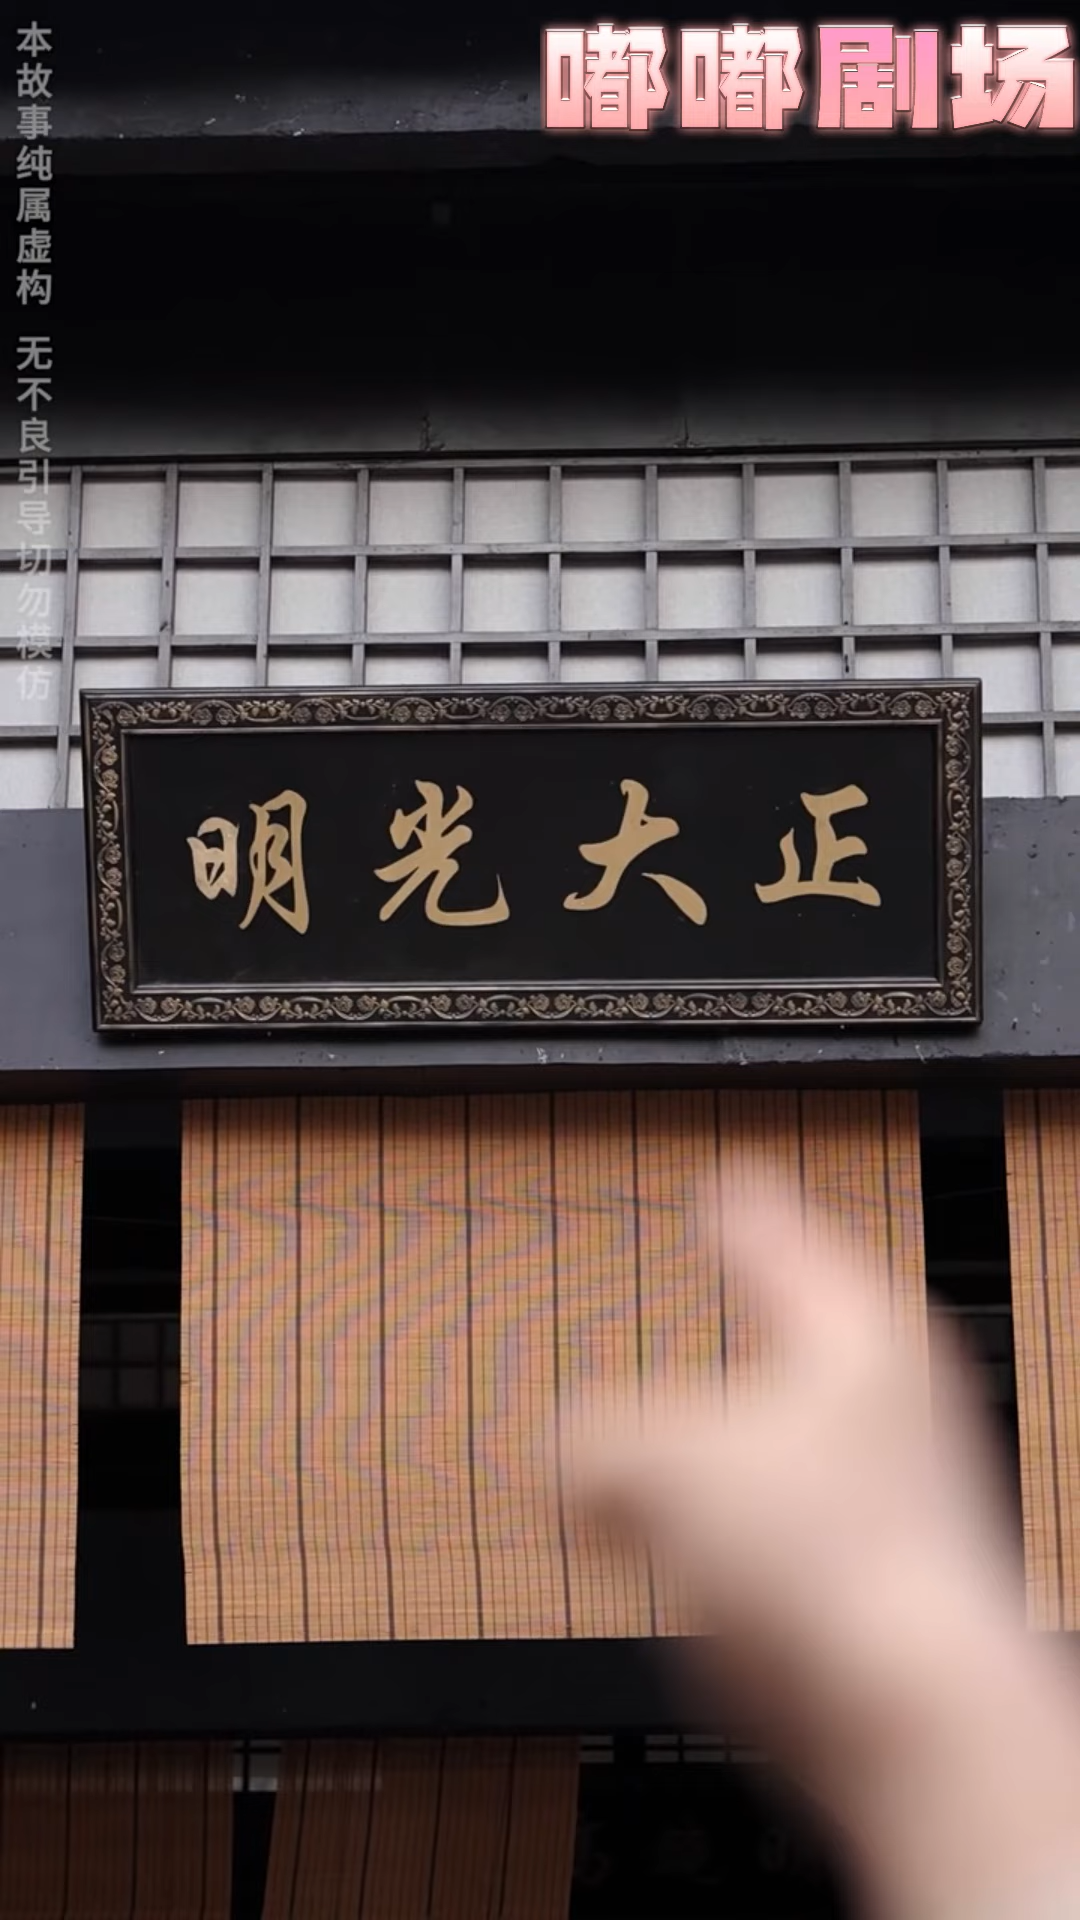 嘟嘟剧场
本故事纯属虚构 无不良引导切勿模仿
正大光明